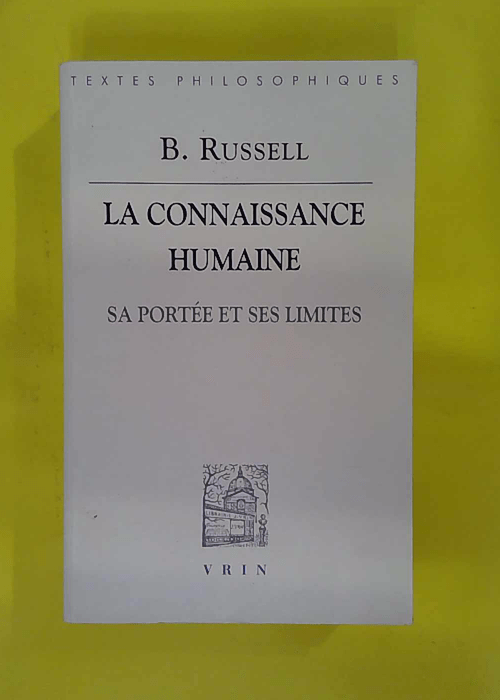 TEXTES PHILOSOPHIQUES
B. RUSSELL
LA CONNAISSANCE
HUMAINE
SA PORTÉE ET SES LIMITES
VRIN